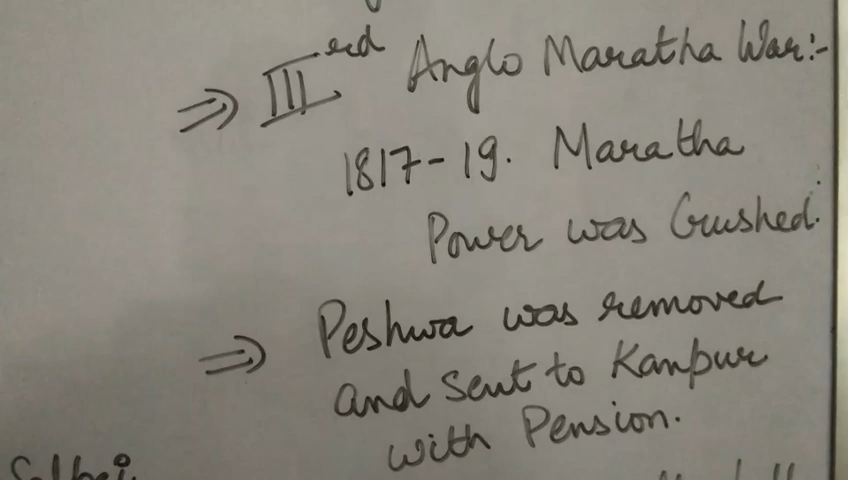 ⇒ III rd Anglo Maratha War:-
1817-19. Maratha
Power was Crushed.
⇒ Peshwa was removed
and sent to Kanpur
with Pension.
Salbai